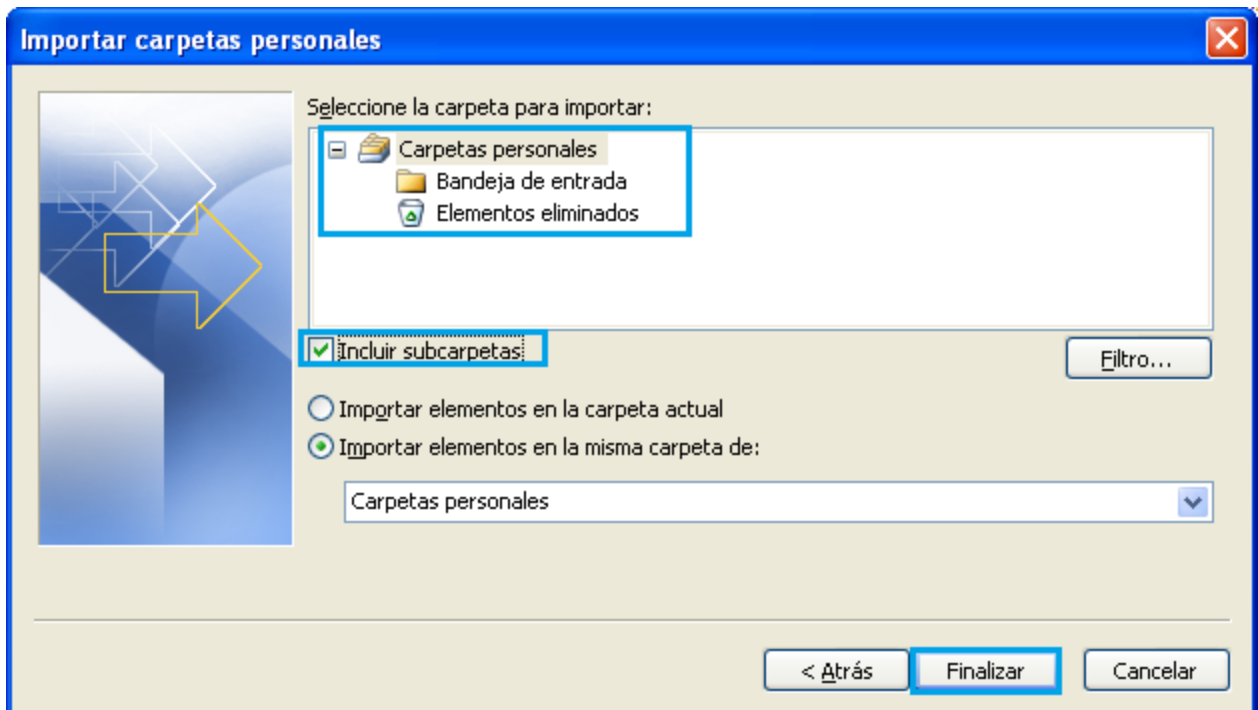 Importar carpetas personales
Seleccione la carpeta para importar:
Carpetas personales
Bandeja de entrada
Elementos eliminados
Incluir subcarpetas
Filtro...
Importar elementos en la carpeta actual
Importar elementos en la misma carpeta de:
Carpetas personales
< Atrás Finalizar Cancelar